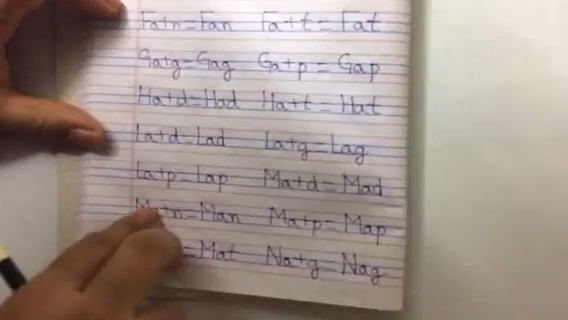 Fa+n=Fan Fa+t=Fat
Ga+g=Gag Ga+p=Gap
Ha+d=Had Ha+t=Hat
La+d=Lad La+g=Lag
La+p=Lap Ma+d=Mad
Ma+n=Man Ma+p=Map
=Mat Na+g=Nag